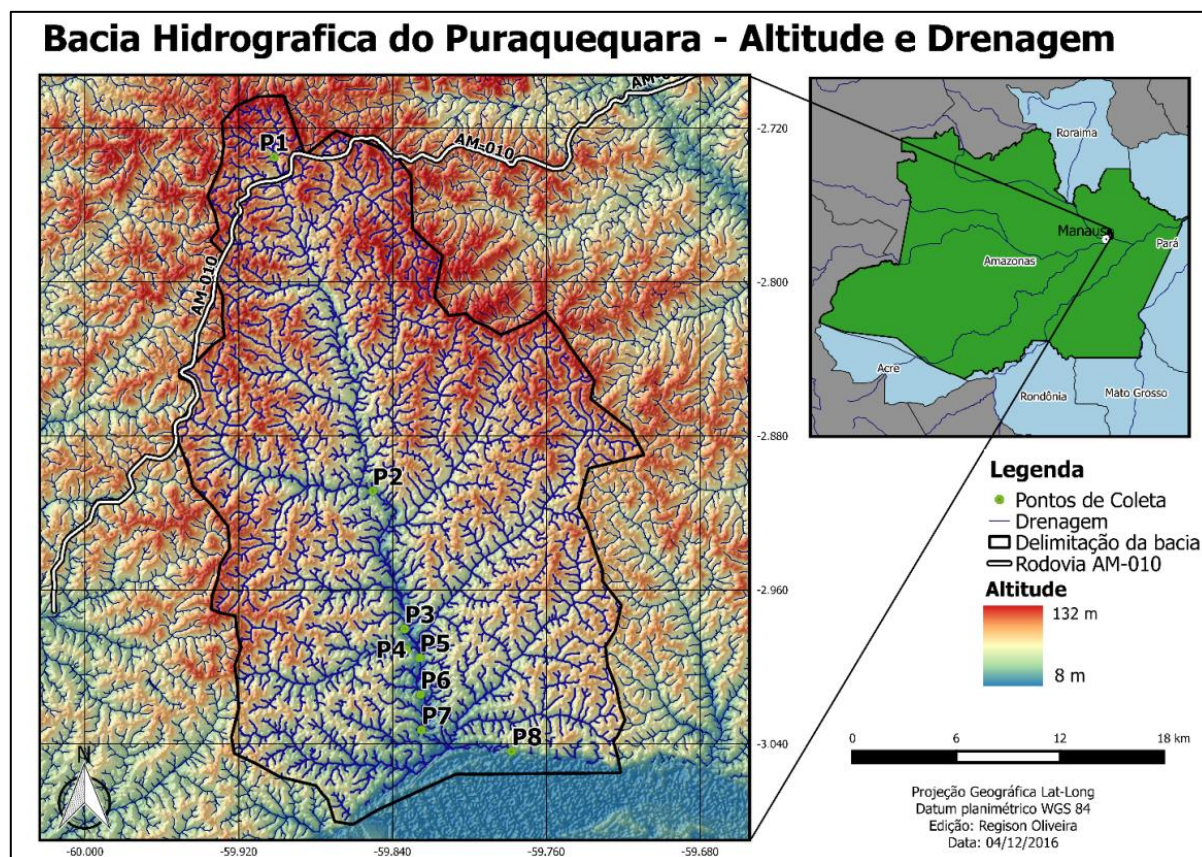 Bacia Hidrografica do Puraquequara - Altitude e Drenagem
AM-010
AM-010
AM-010
P1
P2
P3
P4
P5
P6
P7
P8
N
-2.720
-2.800
-2.880
-2.960
-3.040
-60.000
-59.920
-59.840
-59.760
-59.680
Roraima
Manaus
Pará
Amazonas
Acre
Rondônia
Mato Grosso
Legenda
Pontos de Coleta
Drenagem
Delimitação da bacia
Rodovia AM-010
Altitude
132 m
8 m
0
6
12
18 km
Projeção Geográfica Lat-Long
Datum planimétrico WGS 84
Edição: Regison Oliveira
Data: 04/12/2016